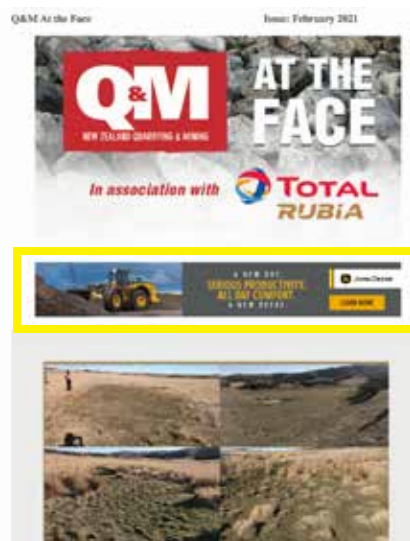 Q&M At the Face
Issue: February 2021
Q&M
NEW ZEALAND QUARRYING & MINING
AT THE
FACE
In association with
TOTAL
RUBIA
A NEW DAY.
SERIOUS PRODUCTIVITY.
ALL DAY COMFORT.
A NEW
JOHN DEERE
LEARN MORE